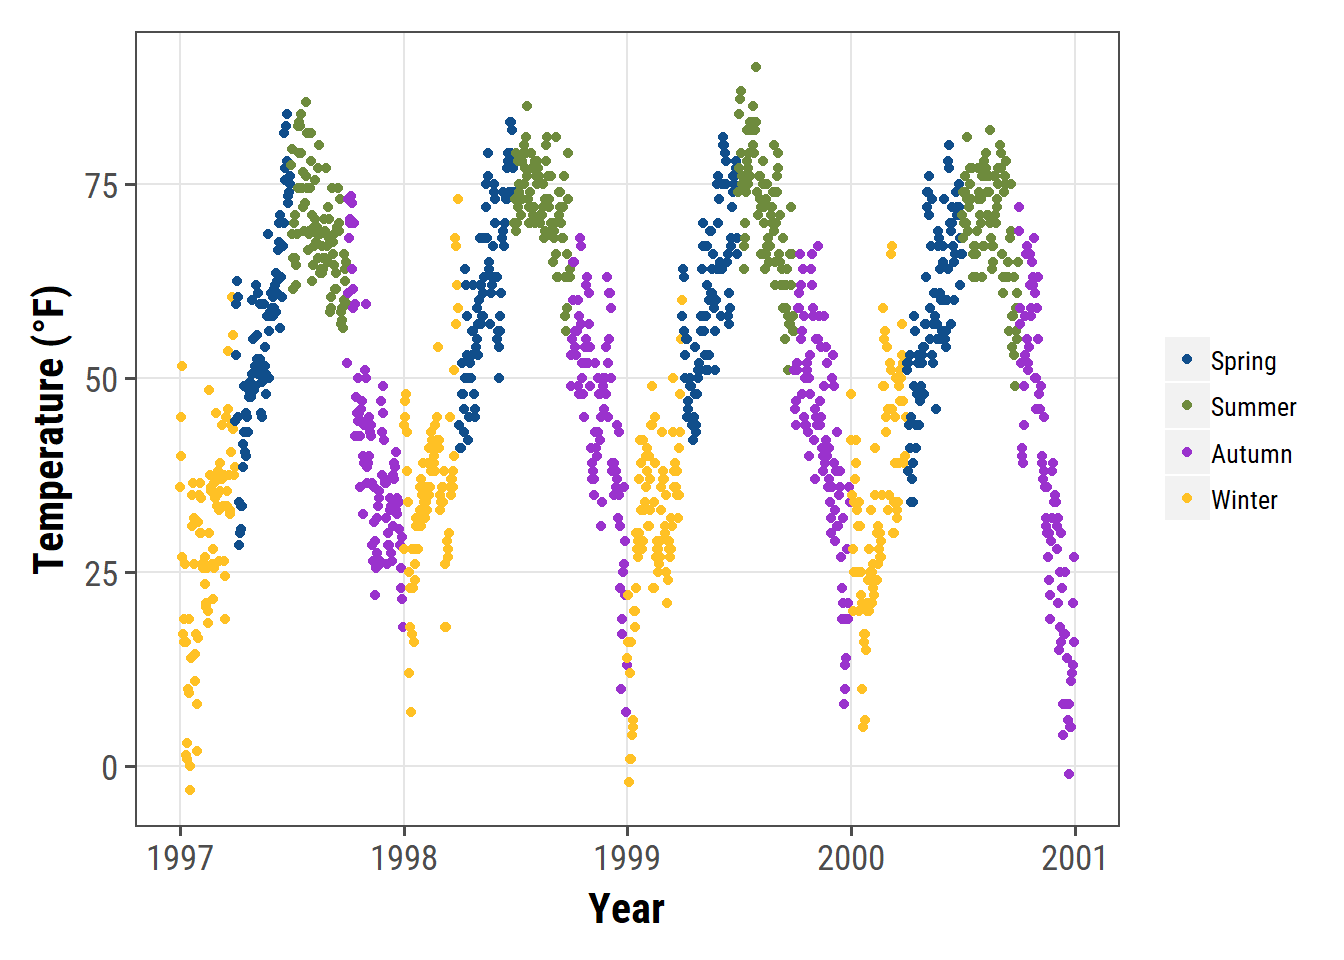 Temperature (°F)
75
50
25
0
1997 1998 1999 2000 2001
Year
Spring
Summer
Autumn
Winter